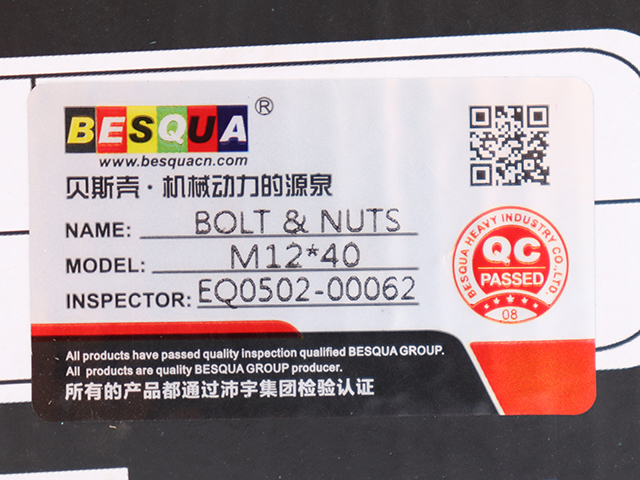 BESQUA®
www.besquacn.com
贝斯壳·机械动力的源泉
NAME: BOLT & NUTS
MODEL: M12*40
INSPECTOR: EQ0502-00062
BESQUA HEAVY INDUSTRY CO.,LTD.
QC
PASSED
08
All products have passed quality inspection qualified BESQUA GROUP.
All products are quality BESQUA GROUP producer.
所有的产品都通过沛宇集团检验认证